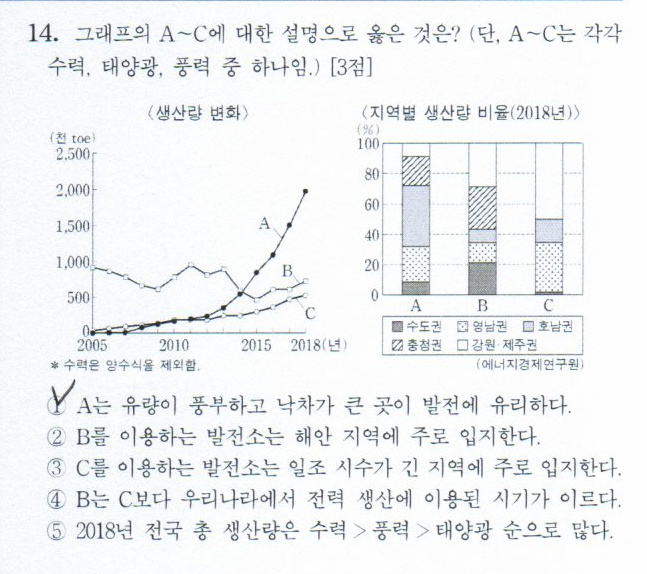 14. 그래프의 A~C에 대한 설명으로 옳은 것은? (단, A~C는 각각
수력, 태양광, 풍력 중 하나임.) [3점]
〈생산량 변화〉
(천 toe)
2,500
2,000
1,500
1,000
500
0
A
B
C
2005 2010 2015 2018(년)
* 수력은 양수식을 제외함.
〈지역별 생산량 비율(2018년)〉
(%)
100
80
60
40
20
0
A B C
수도권 영남권 호남권
충청권 강원·제주권
(에너지경제연구원)
① A는 유량이 풍부하고 낙차가 큰 곳이 발전에 유리하다.
② B를 이용하는 발전소는 해안 지역에 주로 입지한다.
③ C를 이용하는 발전소는 일조 시수가 긴 지역에 주로 입지한다.
④ B는 C보다 우리나라에서 전력 생산에 이용된 시기가 이르다.
⑤ 2018년 전국 총 생산량은 수력 > 풍력 > 태양광 순으로 많다.